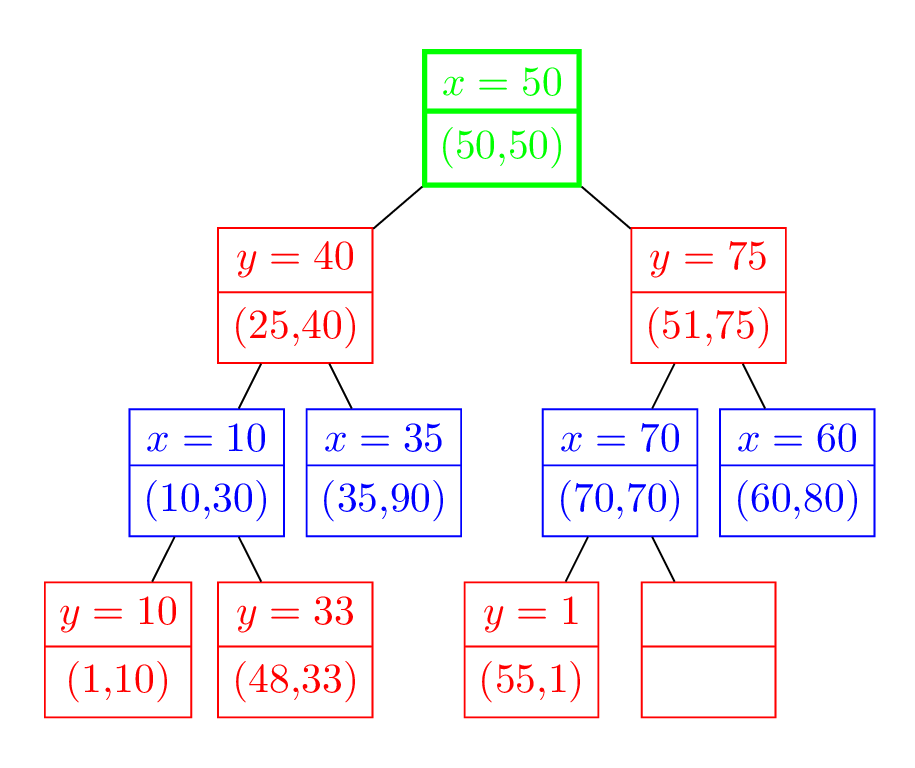 x = 50
(50,50)
y = 40
(25,40)
y = 75
(51,75)
x = 10
(10,30)
x = 35
(35,90)
x = 70
(70,70)
x = 60
(60,80)
y = 10
(1,10)
y = 33
(48,33)
y = 1
(55,1)